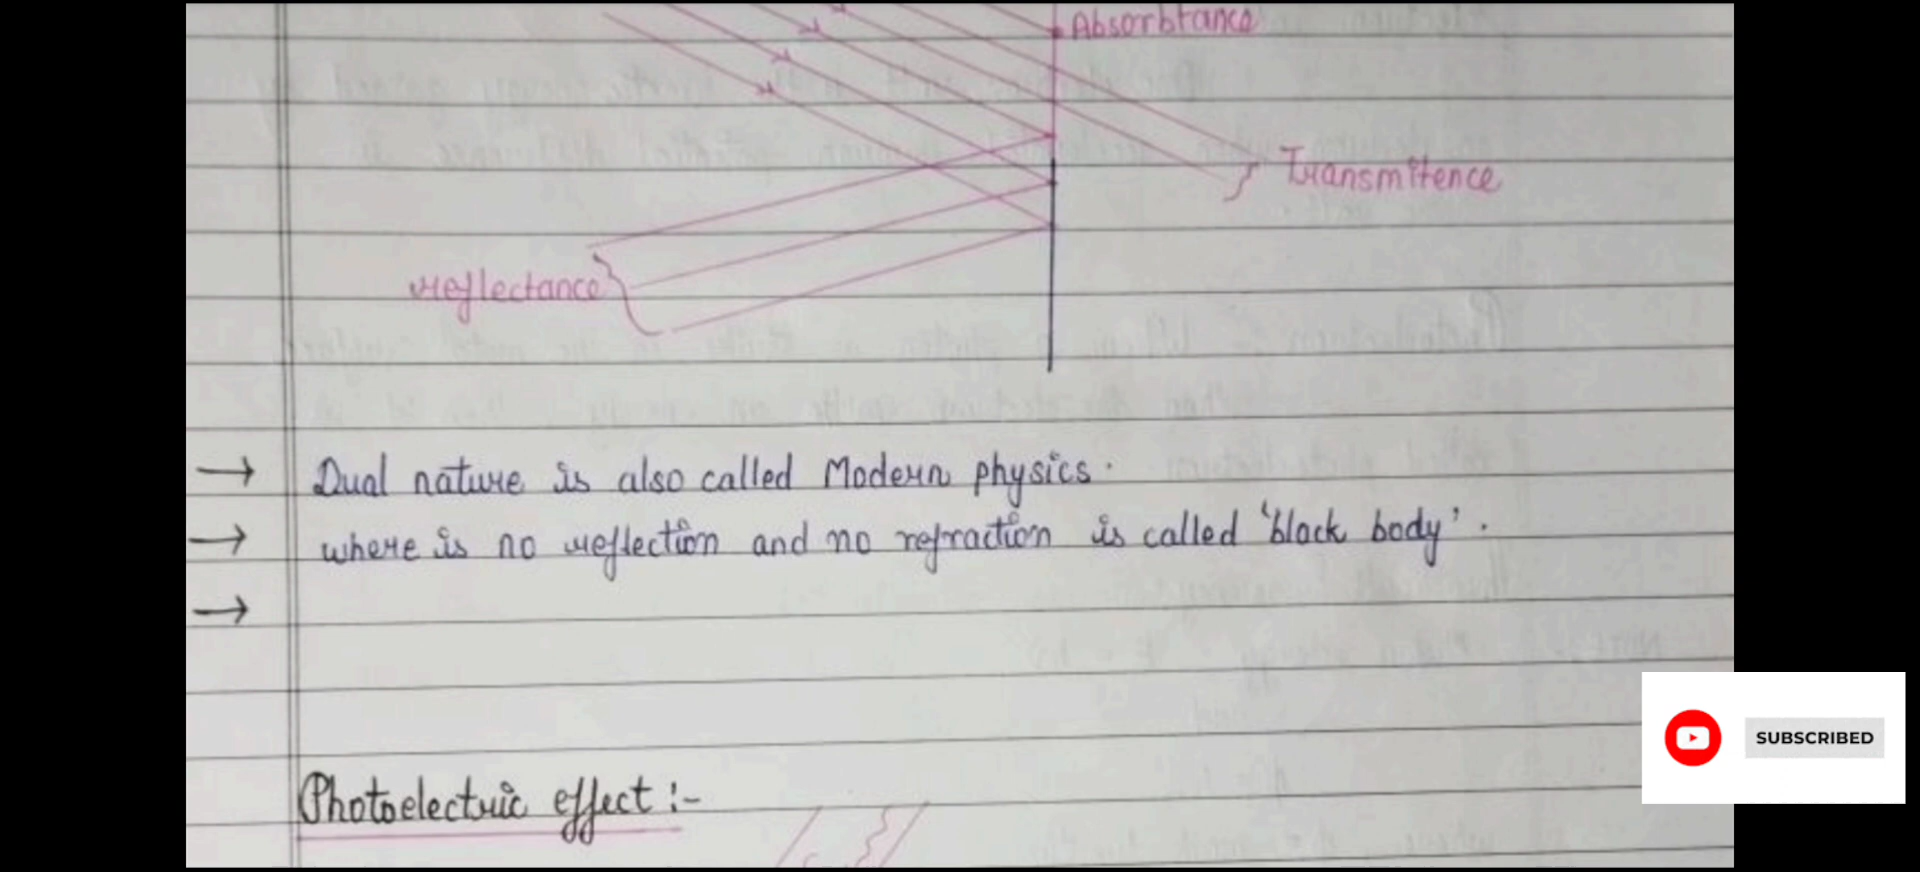 Absorbtance
Transmitence
reflectance
→ Dual nature is also called Modern physics.
→ where is no reflection and no refraction is called 'black body'.
→
Photoelectric effect :-
SUBSCRIBED